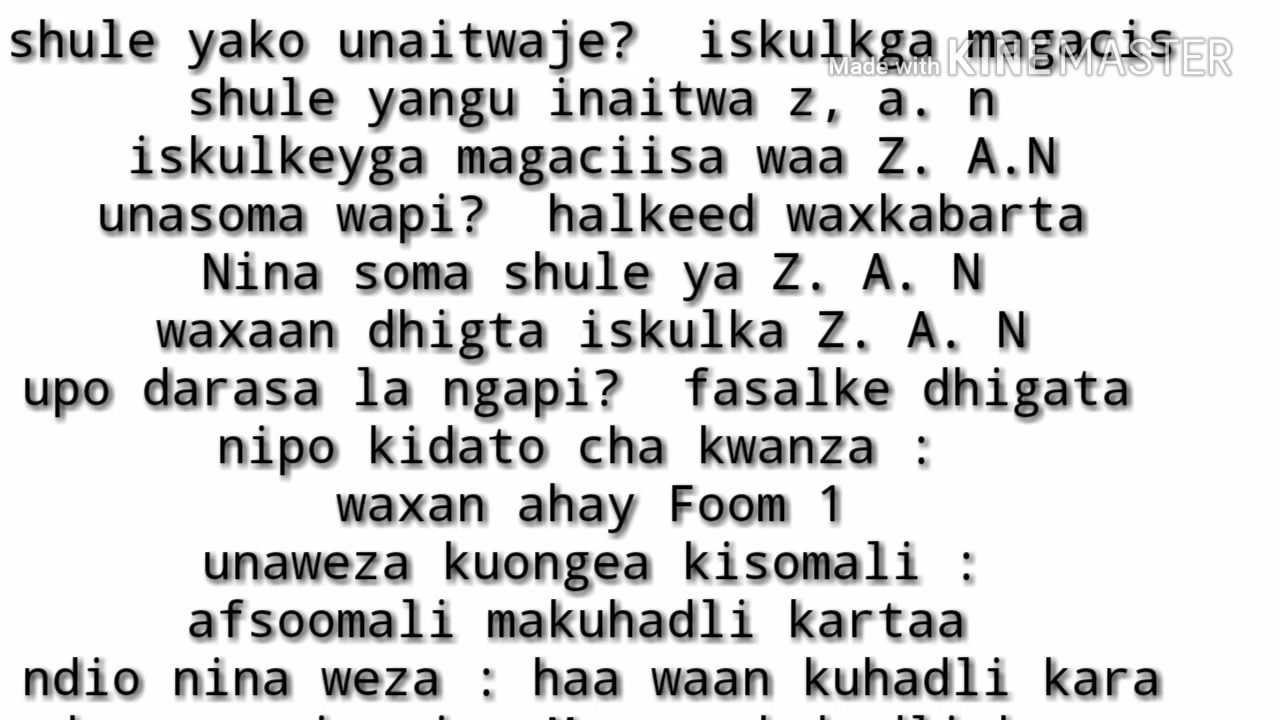 shule yako unaitwaje? iskulkga magacis
Made with KINEMASTER
shule yangu inaitwa z, a. n
iskulkeyga magaciisa waa Z. A.N
unasoma wapi? halkeed waxkabarta
Nina soma shule ya Z. A. N
waxaan dhigta iskulka Z. A. N
upo darasa la ngapi? fasalke dhigata
nipo kidato cha kwanza :
waxan ahay Foom 1
unaweza kuongea kisomali :
afsoomali makuhadli kartaa
ndio nina weza : haa waan kuhadli kara